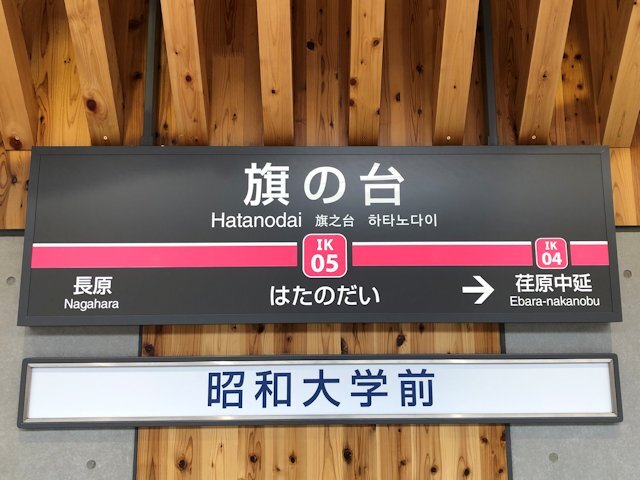 旗の台
Hatanodai 旗之台 하타노다이
IK
05
IK
04
長原
Nagahara
はたのだい
→ 荏原中延
Ebara-nakanobu
昭和大学前